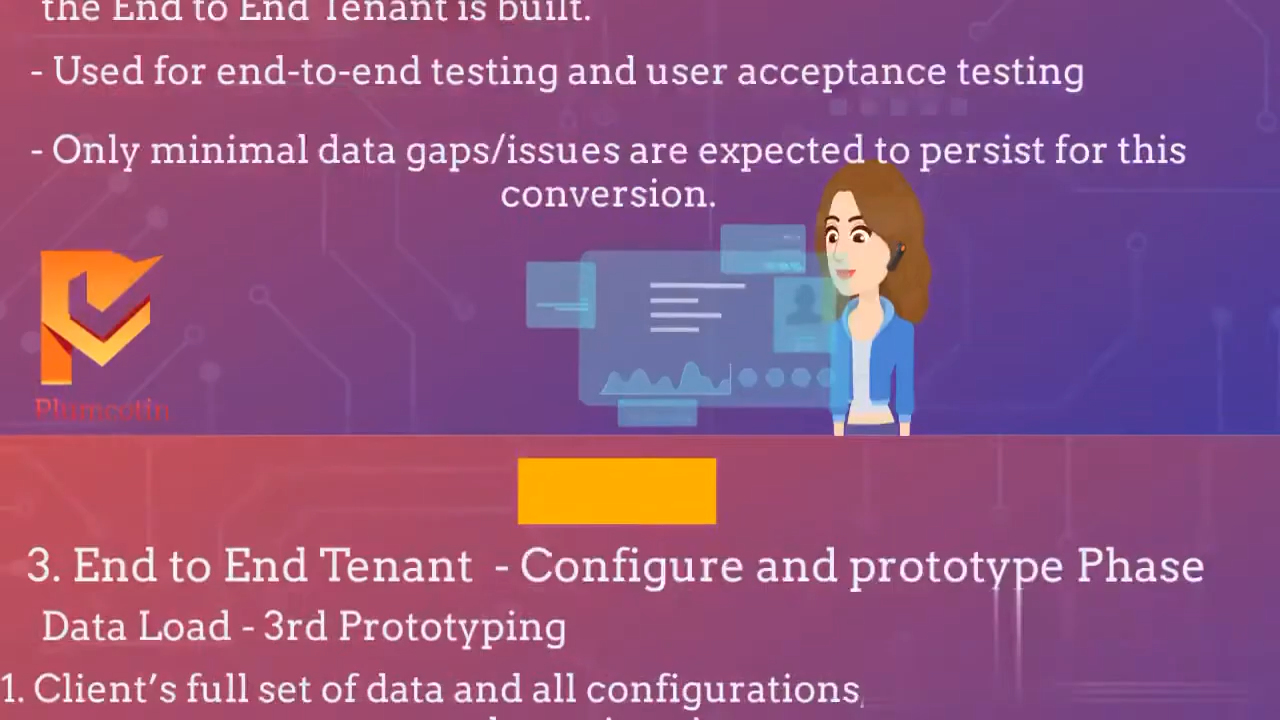 the End to End Tenant is built.
- Used for end-to-end testing and user acceptance testing
- Only minimal data gaps/issues are expected to persist for this
conversion.
Plumcotin
3. End to End Tenant - Configure and prototype Phase
Data Load - 3rd Prototyping
1. Client’s full set of data and all configurations,